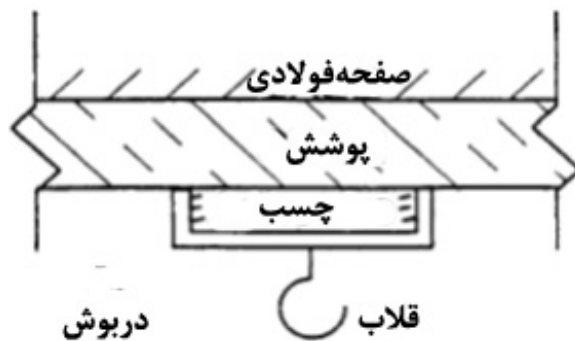 صفحه‌فولادی
پوشش
چسب
قلاب
دربوش